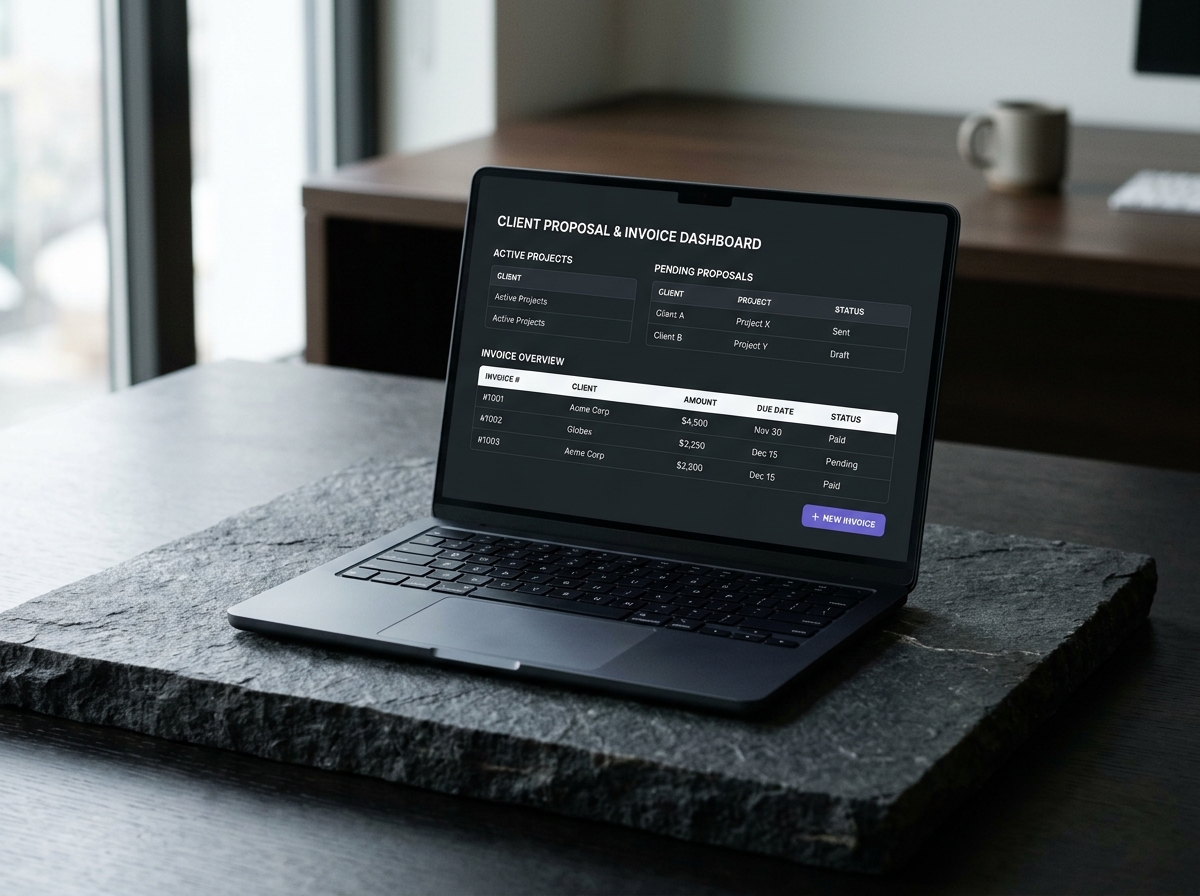 CLIENT PROPOSAL & INVOICE DASHBOARD
ACTIVE PROJECTS
CLIENT
Active Projects
Active Projects
PENDING PROPOSALS
CLIENT PROJECT STATUS
Cliant A Project X Sent
Client B Project Y Draft
INVOICE OVERVIEW
INVOICE # CLIENT AMOUNT DUE DATE STATUS
#1001 Acme Corp $4,500 Nov 30 Paid
#1002 Globes $2,250 Dec 15 Pending
#1003 Aeme Corp $2,200 Dec 15 Paid
+ NEW INVOICE